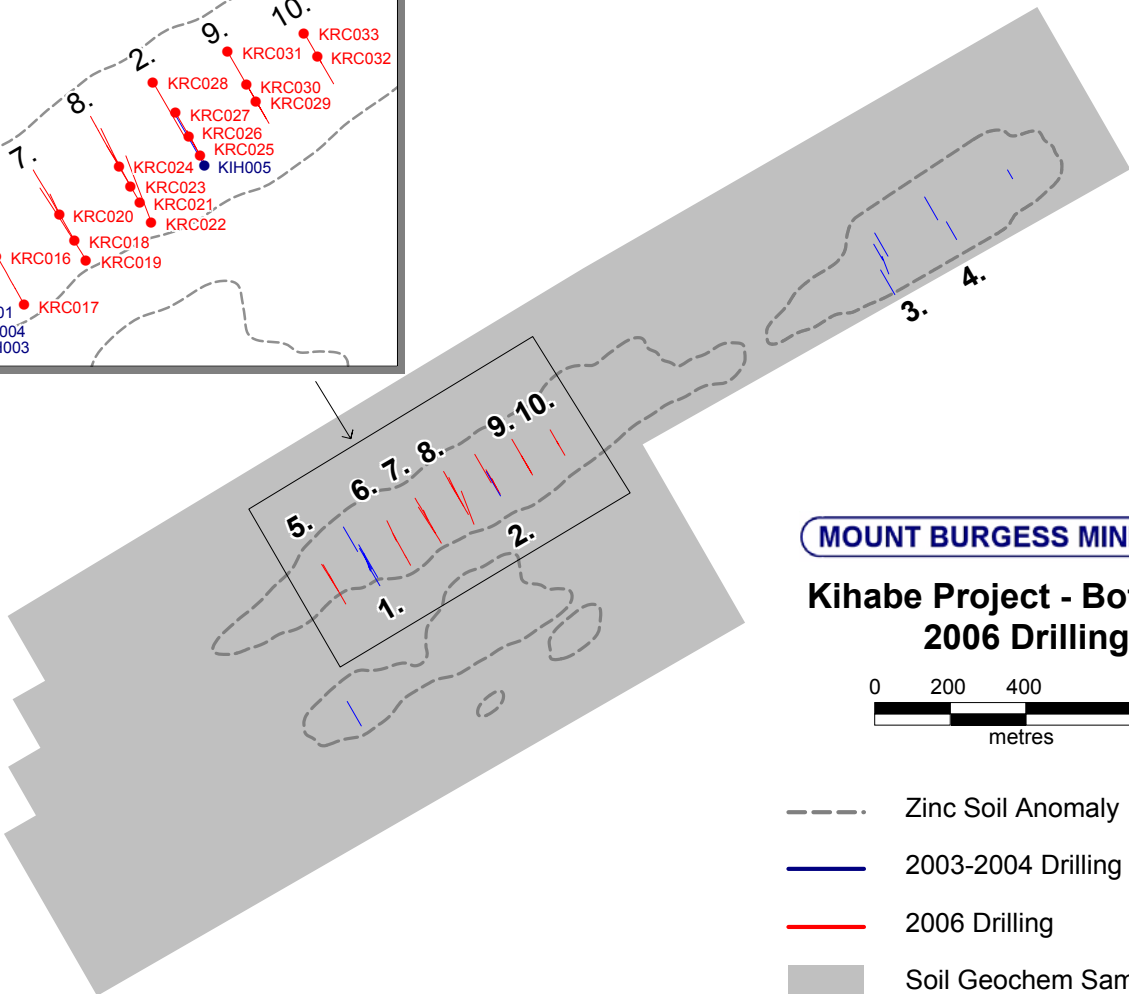 10.
KRC033
9.
KRC031
KRC032
2.
KRC028
KRC030
8.
KRC029
KRC027
KRC026
KRC025
7.
KRC024
KIH005
KRC023
KRC021
KRC020
KRC022
KRC018
KRC016
KRC019
KRC017
01
004
H003
4.
3.
9. 10.
8.
7.
6.
5.
2.
1.
MOUNT BURGESS MIN
Kihabe Project - Bo
2006 Drilling
0 200 400
metres
Zinc Soil Anomaly
2003-2004 Drilling
2006 Drilling
Soil Geochem Sam